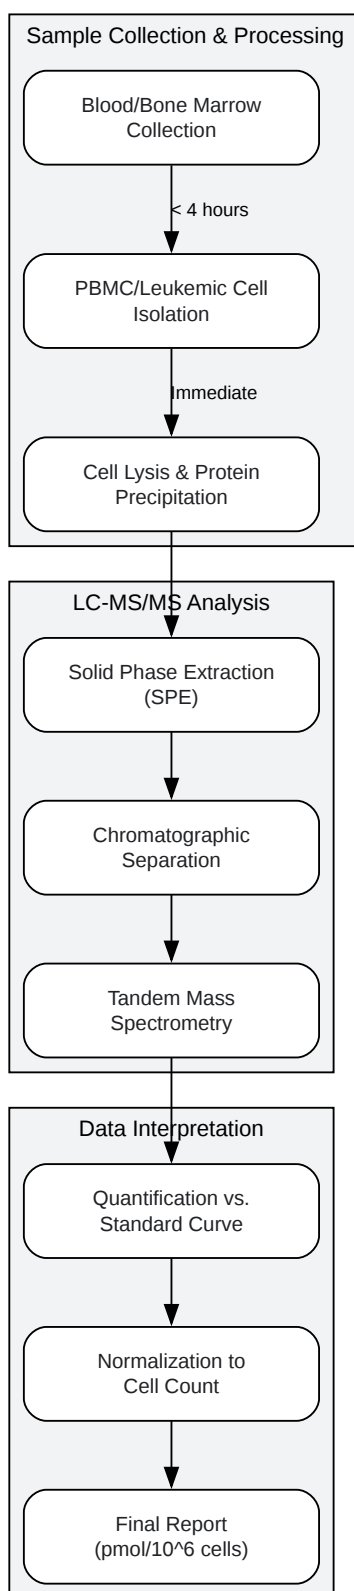 Sample Collection & Processing
Blood/Bone Marrow
Collection
< 4 hours
PBMC/Leukemic Cell
Isolation
Immediate
Cell Lysis & Protein
Precipitation
LC-MS/MS Analysis
Solid Phase Extraction
(SPE)
Chromatographic
Separation
Tandem Mass
Spectrometry
Data Interpretation
Quantification vs.
Standard Curve
Normalization to
Cell Count
Final Report
(pmol/10^6 cells)